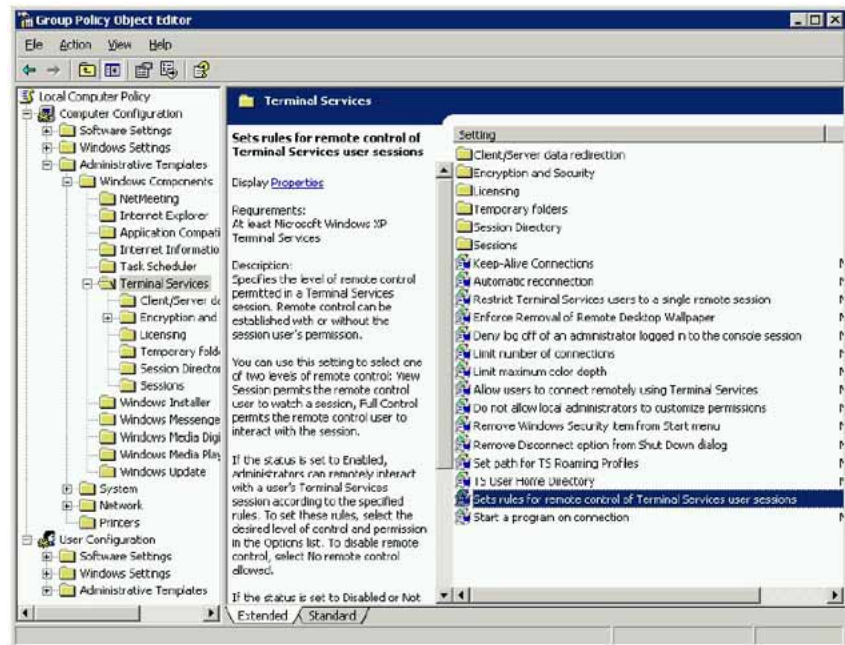 Group Policy Object Editor
File Action View Help
Local Computer Policy
Computer Configuration
Software Settings
Windows Settings
Administrative Templates
Windows Components
NetMeeting
Internet Explorer
Application Compati
Internet Informatio
Task Scheduler
Terminal Services
Client/Server da
Encryption and
Licensing
Temporary fold
Session Director
Sessions
Windows Installer
Windows Messenge
Windows Media Digi
Windows Media Play
Windows Update
System
Network
Printers
User Configuration
Software Settings
Windows Settings
Administrative Templates
Terminal Services
Sets rules for remote control of
Terminal Services user sessions
Display Properties
Requirements:
At least Microsoft Windows XP
Terminal Services
Description:
Specifies the level of remote control
permitted in a Terminal Services
session. Remote control can be
established with or without the
session user's permission.
You can use this setting to select one
of two levels of remote control: View
Session permits the remote control
user to watch a session, Full Control
permits the remote control user to
interact with the session.
If the status is set to Enabled,
administrators can remotely interact
with a user's Terminal Services
session according to the specified
rules. To set these rules, select the
desired level of control and permission
in the Options list. To disable remote
control, select No remote control
allowed.
If the status is set to Disabled or Not
Setting
Client/Server data redirection
Encryption and Security
Licensing
Temporary folders
Session Directory
Sessions
Keep-Alive Connections
Automatic reconnection
Restrict Terminal Services users to a single remote session
Enforce Removal of Remote Desktop Wallpaper
Deny log off of an administrator logged in to the console session
Limit number of connections
Limit maximum color depth
Allow users to connect remotely using Terminal Services
Do not allow local administrators to customize permissions
Remove Windows Security item from Start menu
Remove Disconnect option from Shut Down dialog
Set path for TS Roaming Profiles
TS User Home Directory
Sets rules for remote control of Terminal Services user sessions
Start a program on connection
Extended Standard